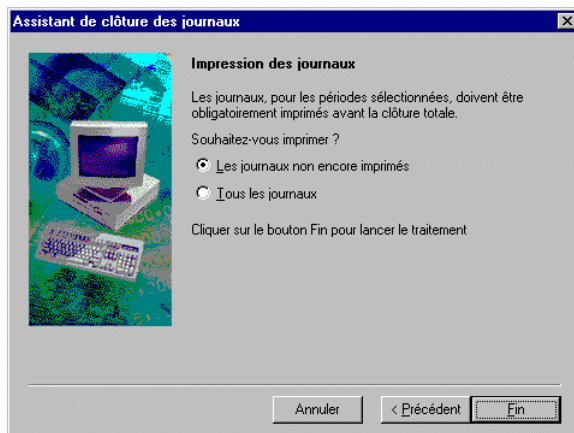 Assistant de clôture des journaux
Impression des journaux
Les journaux, pour les périodes sélectionnées, doivent être
obligatoirement imprimés avant la clôture totale.
Souhaitez-vous imprimer ?
Les journaux non encore imprimés
Tous les journaux
Cliquer sur le bouton Fin pour lancer le traitement
Annuler
< Précédent
Fin